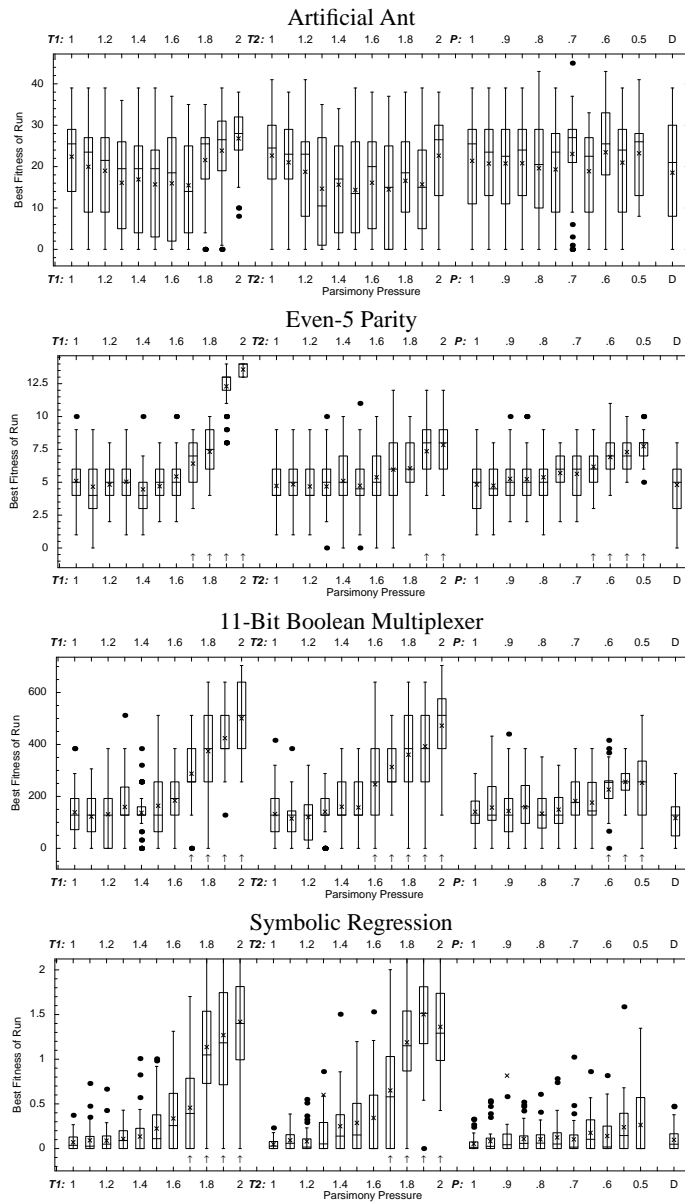 Artificial Ant
T1: 1 1.2 1.4 1.6 1.8 2 T2: 1 1.2 1.4 1.6 1.8 2 P: 1 .9 .8 .7 .6 0.5 D
40
30
20
10
0
Best Fitness of Run
T1: 1 1.2 1.4 1.6 1.8 2 T2: 1 1.2 1.4 1.6 1.8 2 P: 1 .9 .8 .7 .6 0.5 D
Parsimony Pressure
Even-5 Parity
T1: 1 1.2 1.4 1.6 1.8 2 T2: 1 1.2 1.4 1.6 1.8 2 P: 1 .9 .8 .7 .6 0.5 D
12.5
10
7.5
5
2.5
0
Best Fitness of Run
↑ ↑ ↑ ↑ ↑ ↑ ↑ ↑ ↑ ↑
T1: 1 1.2 1.4 1.6 1.8 2 T2: 1 1.2 1.4 1.6 1.8 2 P: 1 .9 .8 .7 .6 0.5 D
Parsimony Pressure
11-Bit Boolean Multiplexer
T1: 1 1.2 1.4 1.6 1.8 2 T2: 1 1.2 1.4 1.6 1.8 2 P: 1 .9 .8 .7 .6 0.5 D
600
400
200
0
Best Fitness of Run
↑ ↑ ↑ ↑ ↑ ↑ ↑ ↑ ↑ ↑ ↑ ↑
T1: 1 1.2 1.4 1.6 1.8 2 T2: 1 1.2 1.4 1.6 1.8 2 P: 1 .9 .8 .7 .6 0.5 D
Parsimony Pressure
Symbolic Regression
T1: 1 1.2 1.4 1.6 1.8 2 T2: 1 1.2 1.4 1.6 1.8 2 P: 1 .9 .8 .7 .6 0.5 D
2
1.5
1
0.5
0
Best Fitness of Run
↑ ↑ ↑ ↑ ↑ ↑ ↑ ↑
T1: 1 1.2 1.4 1.6 1.8 2 T2: 1 1.2 1.4 1.6 1.8 2 P: 1 .9 .8 .7 .6 0.5 D
Parsimony Pressure